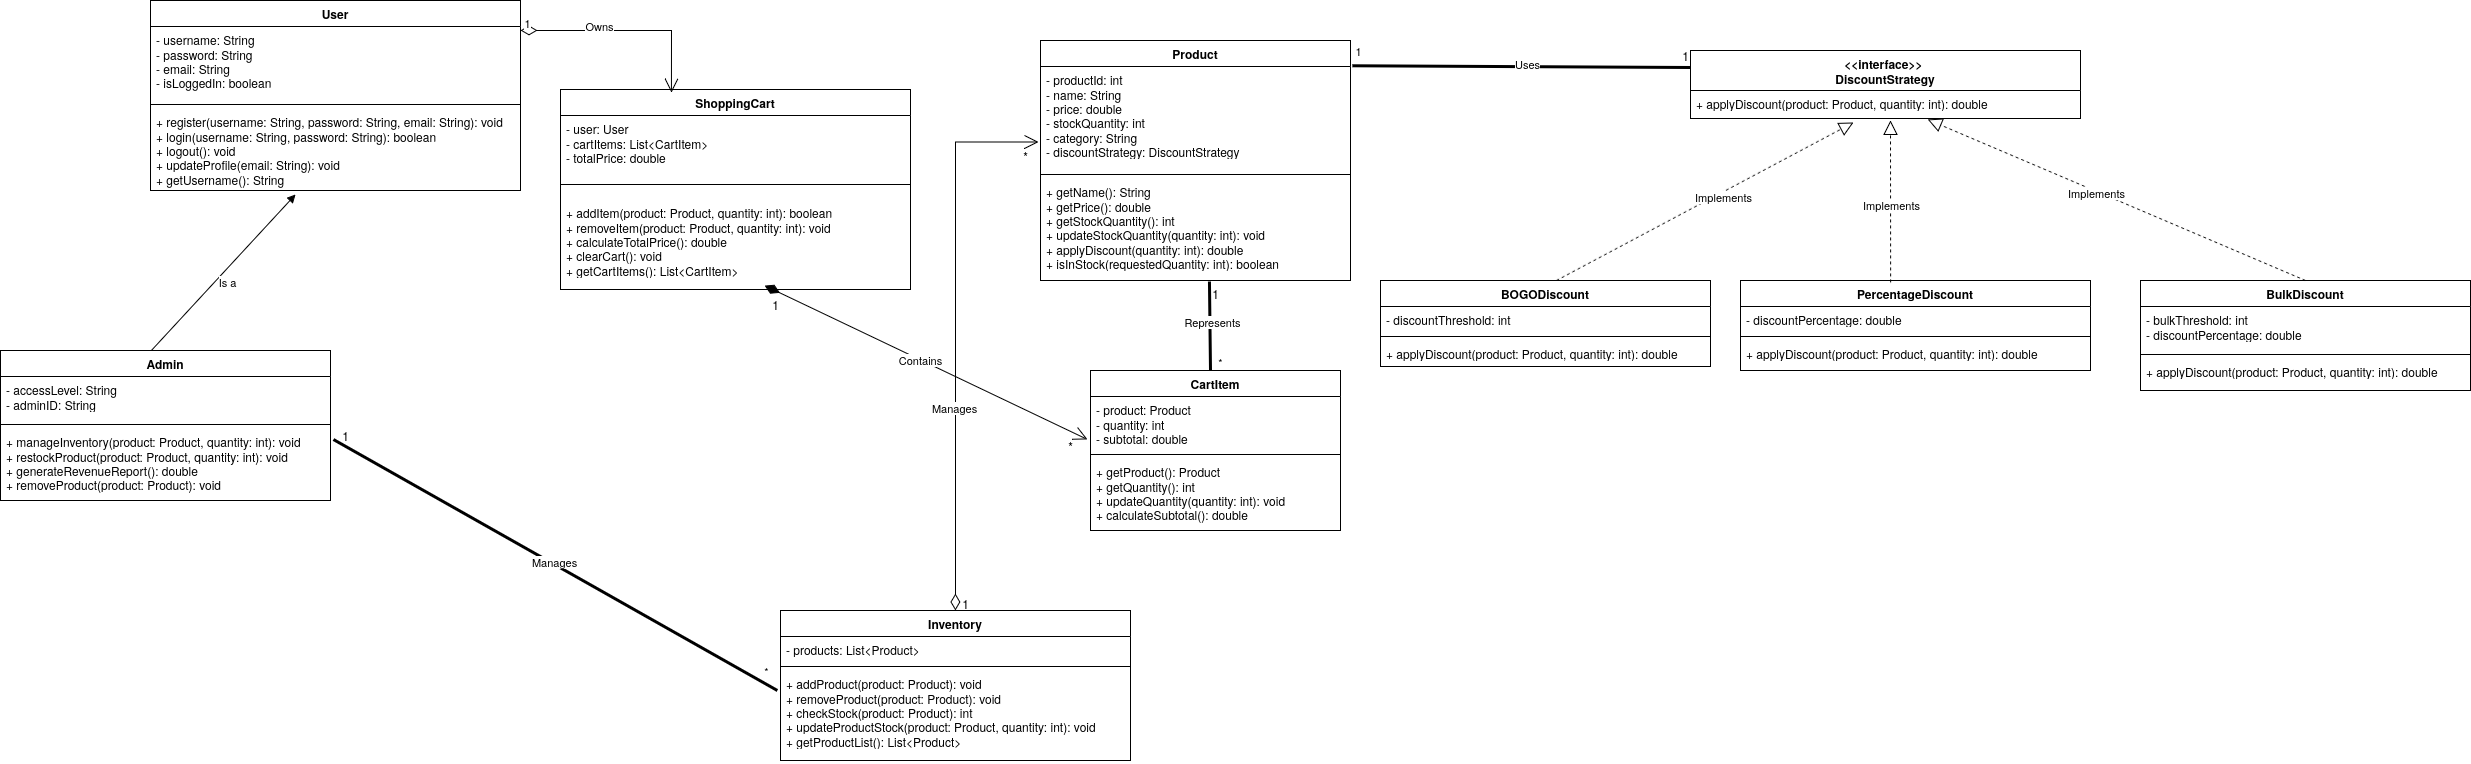 User
- username: String
- password: String
- email: String
- isLoggedIn: boolean
+ register(username: String, password: String, email: String): void
+ login(username: String, password: String): boolean
+ logout(): void
+ updateProfile(email: String): void
+ getUsername(): String
1
Owns
ShoppingCart
- user: User
- cartItems: List<CartItem>
- totalPrice: double
+ addItem(product: Product, quantity: int): boolean
+ removeItem(product: Product, quantity: int): void
+ calculateTotalPrice(): double
+ clearCart(): void
+ getCartItems(): List<CartItem>
Product
- productId: int
- name: String
- price: double
- stockQuantity: int
- category: String
- discountStrategy: DiscountStrategy
+ getName(): String
+ getPrice(): double
+ getStockQuantity(): int
+ updateStockQuantity(quantity: int): void
+ applyDiscount(quantity: int): double
+ isInStock(requestedQuantity: int): boolean
*
1
Uses
1
<<interface>>
DiscountStrategy
+ applyDiscount(product: Product, quantity: int): double
Implements
Implements
Implements
BOGODiscount
- discountThreshold: int
+ applyDiscount(product: Product, quantity: int): double
PercentageDiscount
- discountPercentage: double
+ applyDiscount(product: Product, quantity: int): double
BulkDiscount
- bulkThreshold: int
- discountPercentage: double
+ applyDiscount(product: Product, quantity: int): double
Is a
1
Contains
*
1
Represents
*
Admin
- accessLevel: String
- adminID: String
+ manageInventory(product: Product, quantity: int): void
+ restockProduct(product: Product, quantity: int): void
+ generateRevenueReport(): double
+ removeProduct(product: Product): void
CartItem
- product: Product
- quantity: int
- subtotal: double
+ getProduct(): Product
+ getQuantity(): int
+ updateQuantity(quantity: int): void
+ calculateSubtotal(): double
Manages
1
Manages
*
1
Inventory
- products: List<Product>
+ addProduct(product: Product): void
+ removeProduct(product: Product): void
+ checkStock(product: Product): int
+ updateProductStock(product: Product, quantity: int): void
+ getProductList(): List<Product>